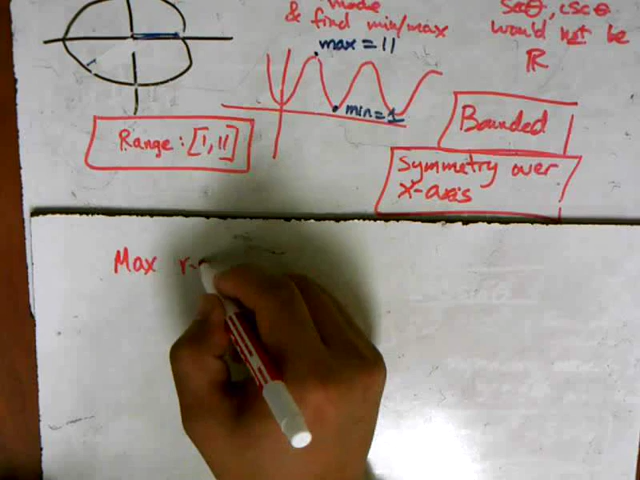 mode
& find min/max
secθ, cscθ
would not be
ℝ
max = 11
min = 1
Range: [1, 11]
Bounded
Symmetry over
x-axis
Max r